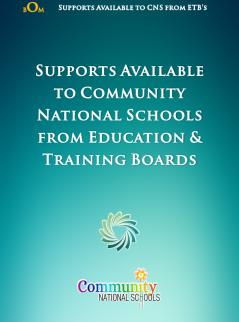 BOM SUPPORTS AVAILABLE TO CNS FROM ETB'S
SUPPORTS AVAILABLE
TO COMMUNITY
NATIONAL SCHOOLS
FROM EDUCATION &
TRAINING BOARDS
Community
NATIONAL SCHOOLS